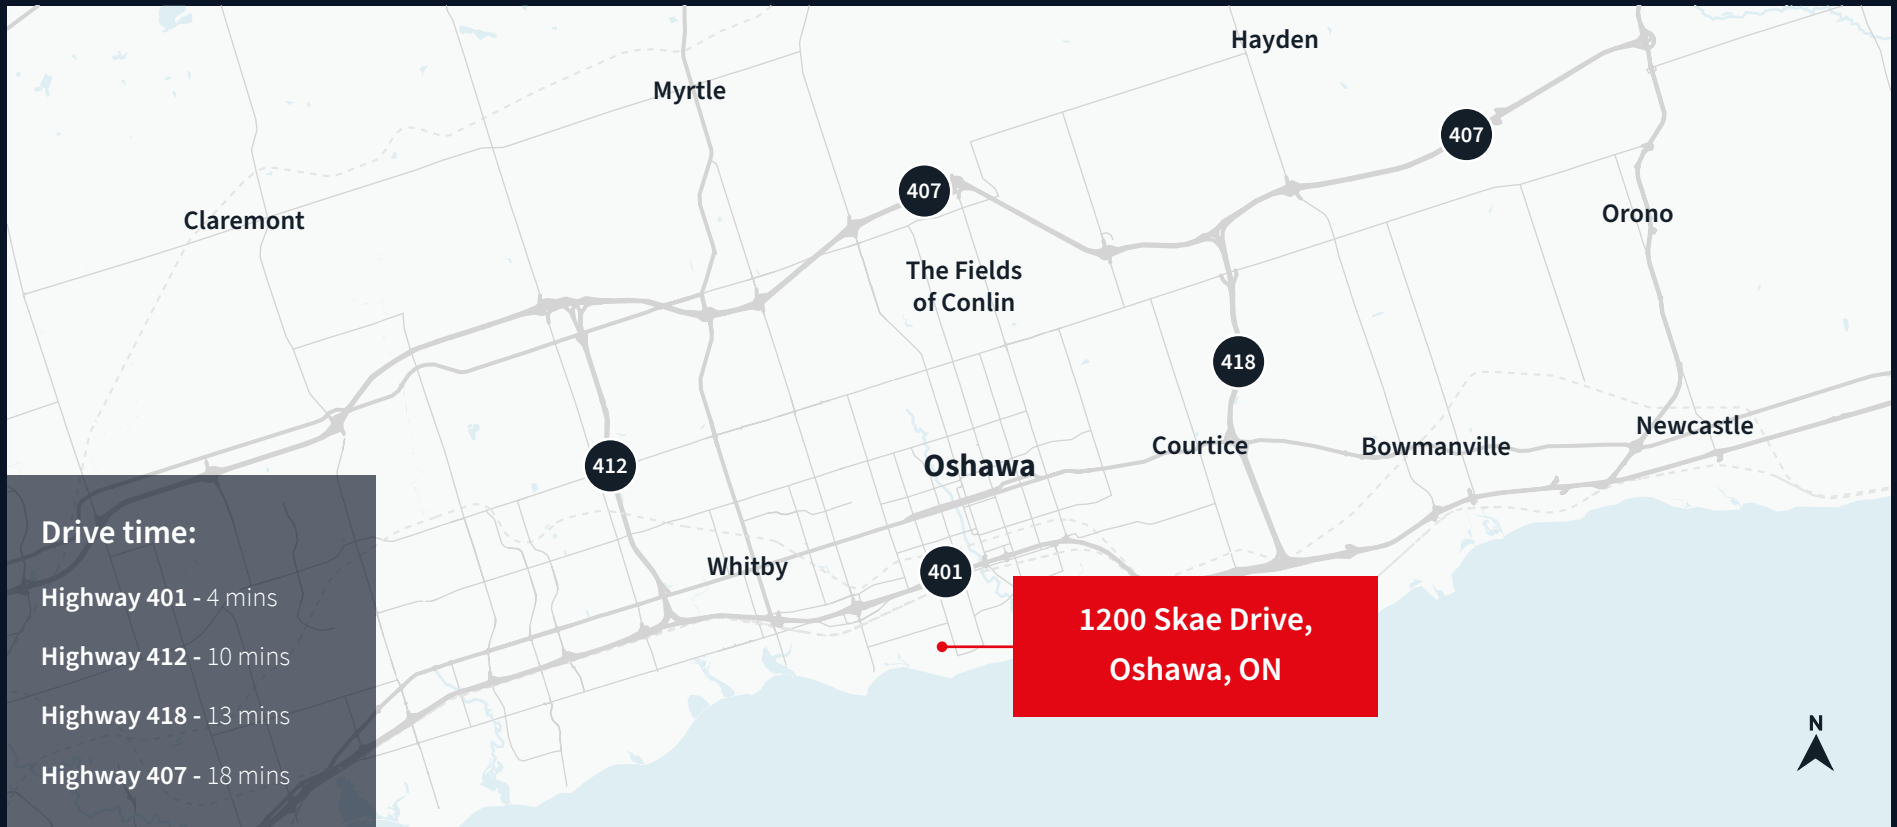 Hayden
Myrtle
407
407
Claremont
Orono
The Fields
of Conlin
418
Newcastle
Courtice
Bowmanville
412
Oshawa
Drive time:
Whitby
401
Highway 401 - 4 mins
1200 Skae Drive,
Oshawa, ON
Highway 412 - 10 mins
Highway 418 - 13 mins
N
Highway 407 - 18 mins